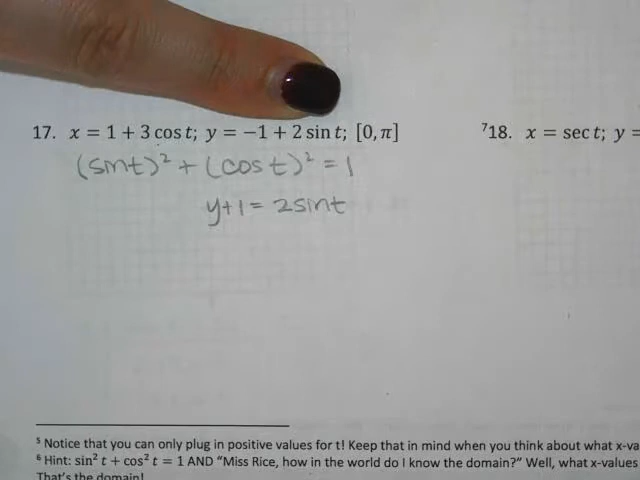 17. x = 1 + 3 cos t; y = −1 + 2 sin t; [0, π]
⁷18. x = sec t; y =
(sint)² + (cos t)² = 1
y+1 = 2sint
⁵ Notice that you can only plug in positive values for t! Keep that in mind when you think about what x-va
⁶ Hint: sin² t + cos² t = 1 AND "Miss Rice, how in the world do I know the domain?" Well, what x-values
That's the domain!